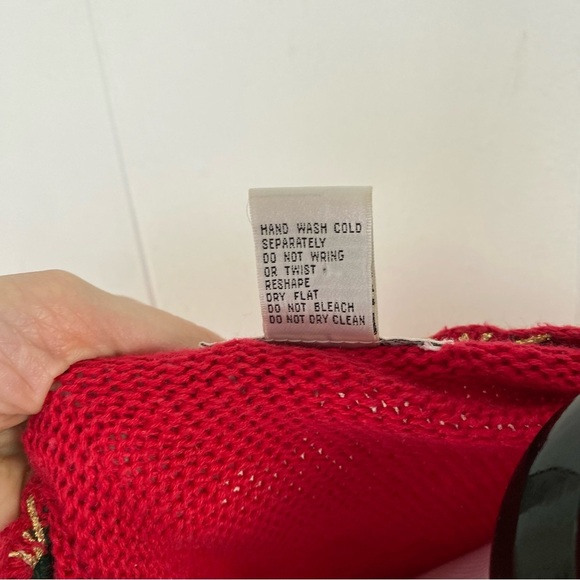 HAND WASH COLD
SEPARATELY
DO NOT WRING
OR TWIST
RESHAPE
DRY FLAT
DO NOT BLEACH
DO NOT DRY CLEAN